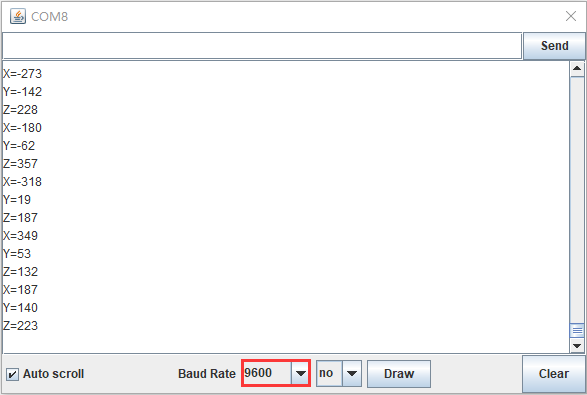 COM8
Send
X=-273
Y=-142
Z=228
X=-180
Y=-62
Z=357
X=-318
Y=19
Z=187
X=349
Y=53
Z=132
X=187
Y=140
Z=223
Auto scroll Baud Rate 9600 no Draw Clear